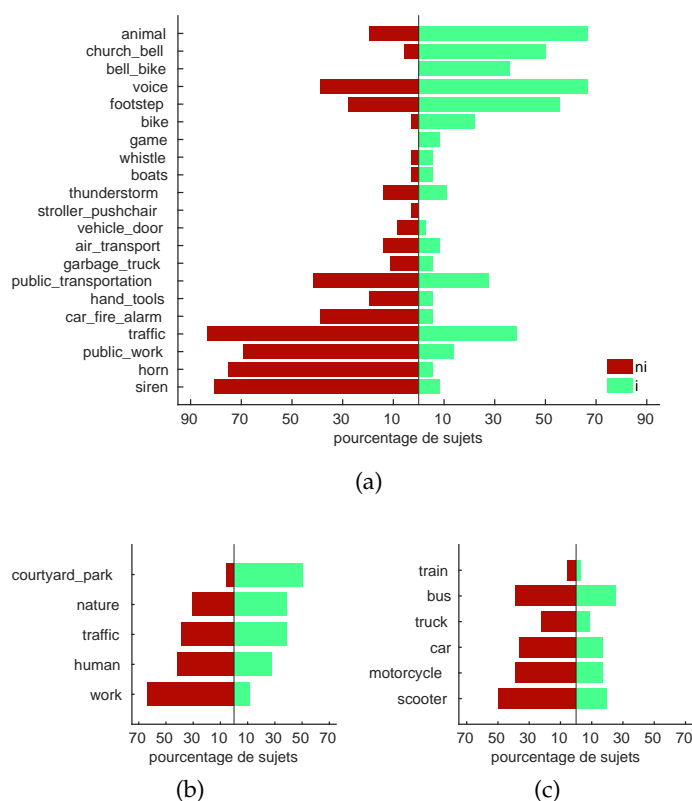 animal
church_bell
bell_bike
voice
footstep
bike
game
whistle
boats
thunderstorm
stroller_pushchair
vehicle_door
air_transport
garbage_truck
public_transportation
hand_tools
car_fire_alarm
traffic
public_work
horn
siren
ni
i
90 70 50 30 10 10 30 50 70 90
pourcentage de sujets
(a)
courtyard_park
nature
traffic
human
work
70 50 30 10 10 30 50 70
pourcentage de sujets
(b)
train
bus
truck
car
motorcycle
scooter
70 50 30 10 10 30 50 70
pourcentage de sujets
(c)